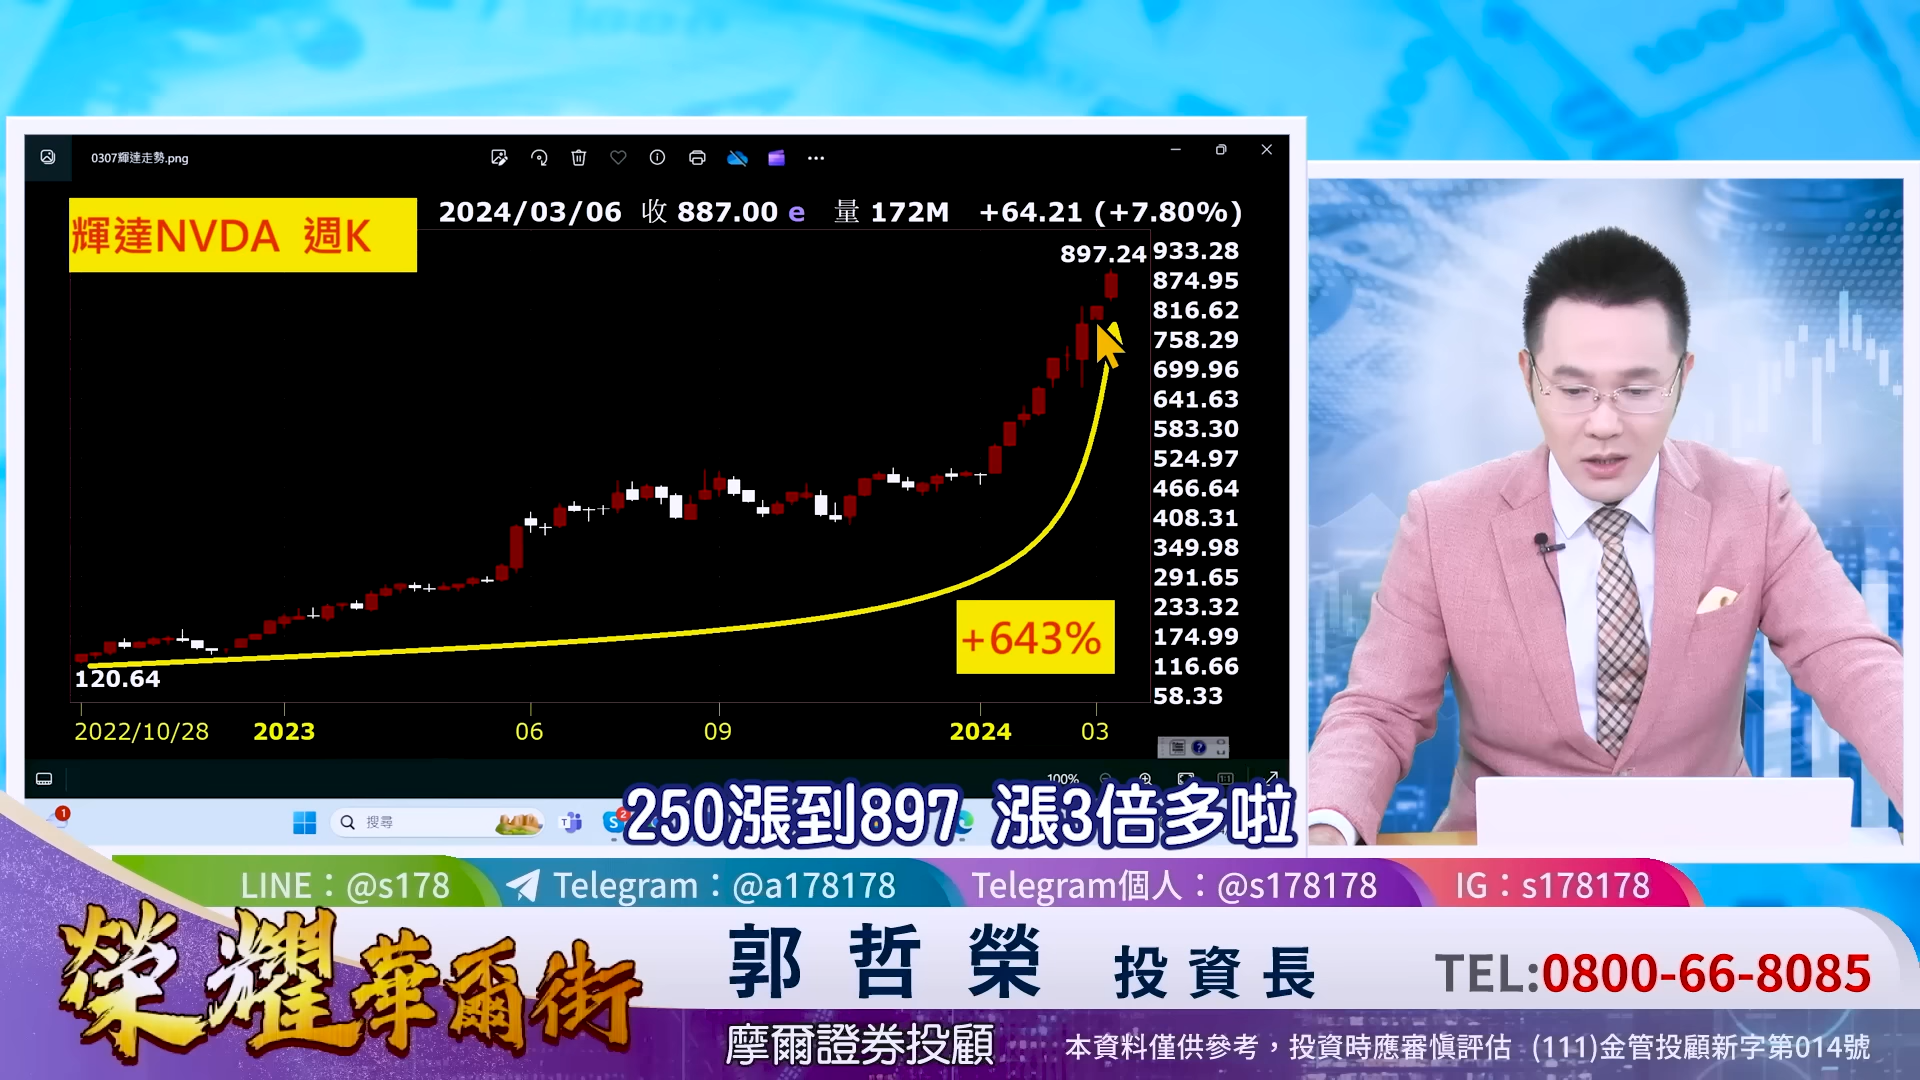 0307輝達走勢.png
輝達NVDA 週K
2024/03/06 收 887.00 e 量 172M +64.21 (+7.80%)
897.24
933.28
874.95
816.62
758.29
699.96
641.63
583.30
524.97
466.64
408.31
349.98
291.65
233.32
174.99
116.66
58.33
+643%
120.64
2022/10/28 2023 06 09 2024 03
100%
搜尋
250漲到897 漲3倍多啦
LINE：@s178 Telegram：@a178178 Telegram個人：@s178178 IG：s178178
榮耀華爾街
郭哲榮 投資長
TEL:0800-66-8085
摩爾證券投顧
本資料僅供參考，投資時應審慎評估 (111)金管投顧新字第014號